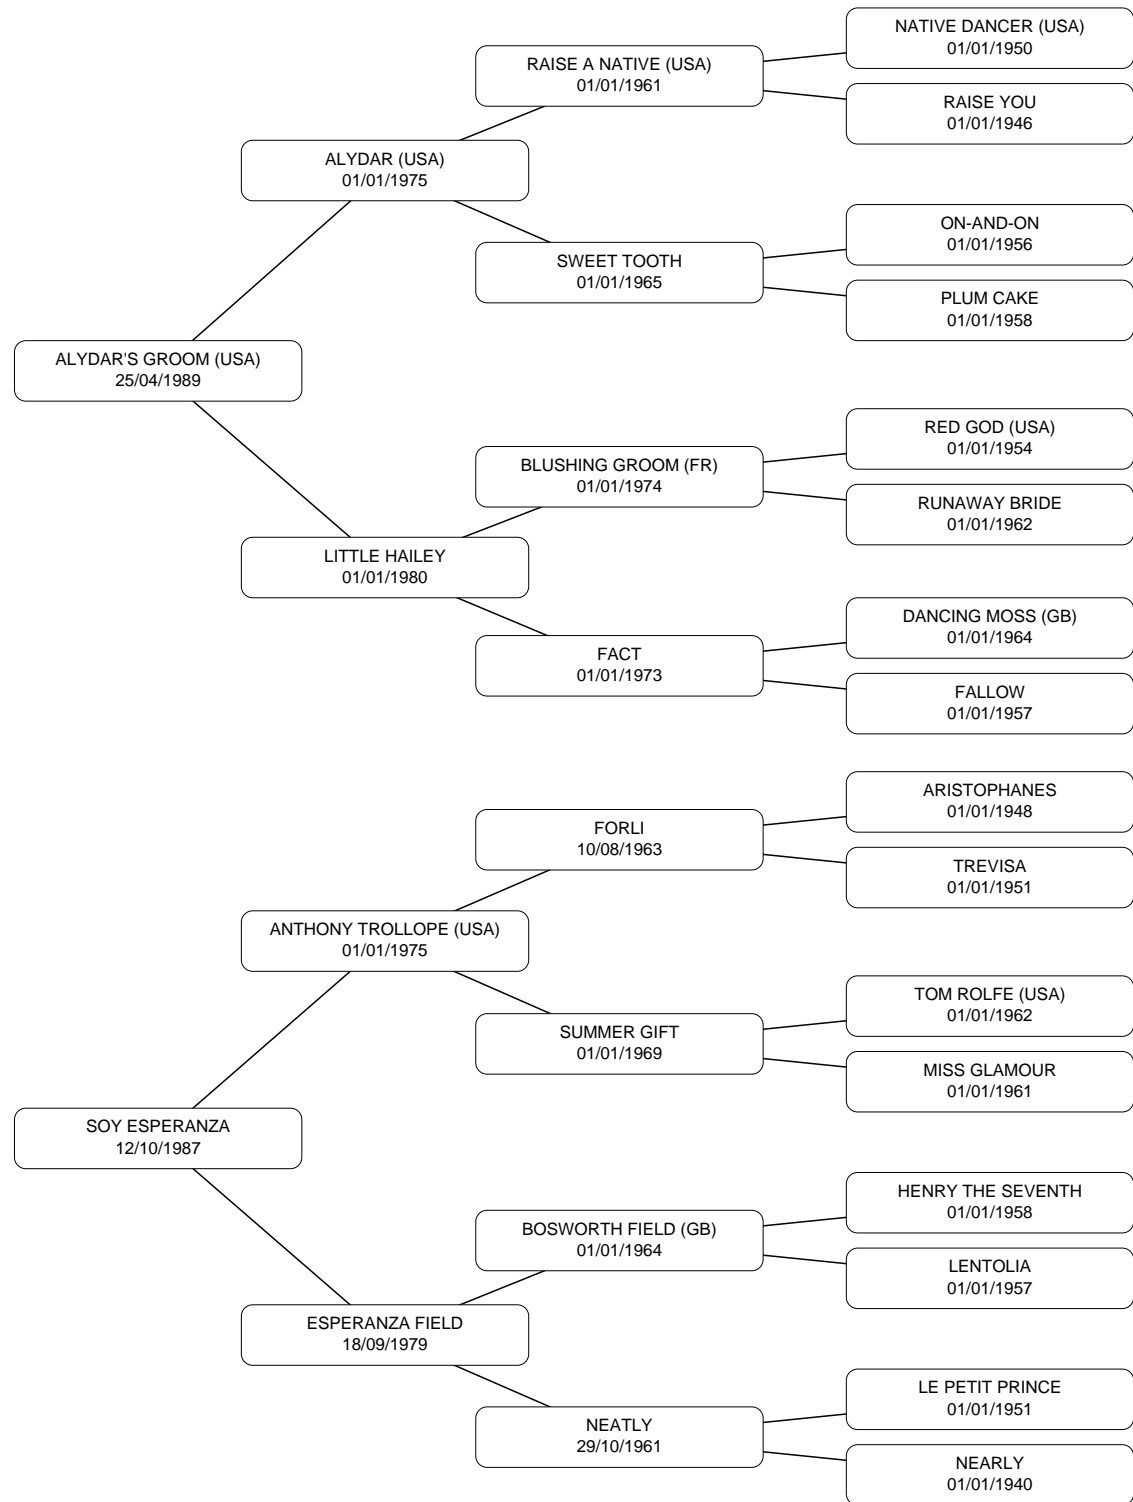 NATIVE DANCER (USA)
01/01/1950
RAISE A NATIVE (USA)
01/01/1961
RAISE YOU
01/01/1946
ALYDAR (USA)
01/01/1975
ON-AND-ON
01/01/1956
SWEET TOOTH
01/01/1965
PLUM CAKE
01/01/1958
ALYDAR'S GROOM (USA)
25/04/1989
RED GOD (USA)
01/01/1954
BLUSHING GROOM (FR)
01/01/1974
RUNAWAY BRIDE
01/01/1962
LITTLE HAILEY
01/01/1980
DANCING MOSS (GB)
01/01/1964
FACT
01/01/1973
FALLOW
01/01/1957
ARISTOPHANES
01/01/1948
FORLI
10/08/1963
TREVISA
01/01/1951
ANTHONY TROLLOPE (USA)
01/01/1975
TOM ROLFE (USA)
01/01/1962
SUMMER GIFT
01/01/1969
MISS GLAMOUR
01/01/1961
SOY ESPERANZA
12/10/1987
HENRY THE SEVENTH
01/01/1958
BOSWORTH FIELD (GB)
01/01/1964
LENTOLIA
01/01/1957
ESPERANZA FIELD
18/09/1979
LE PETIT PRINCE
01/01/1951
NEATLY
29/10/1961
NEARLY
01/01/1940